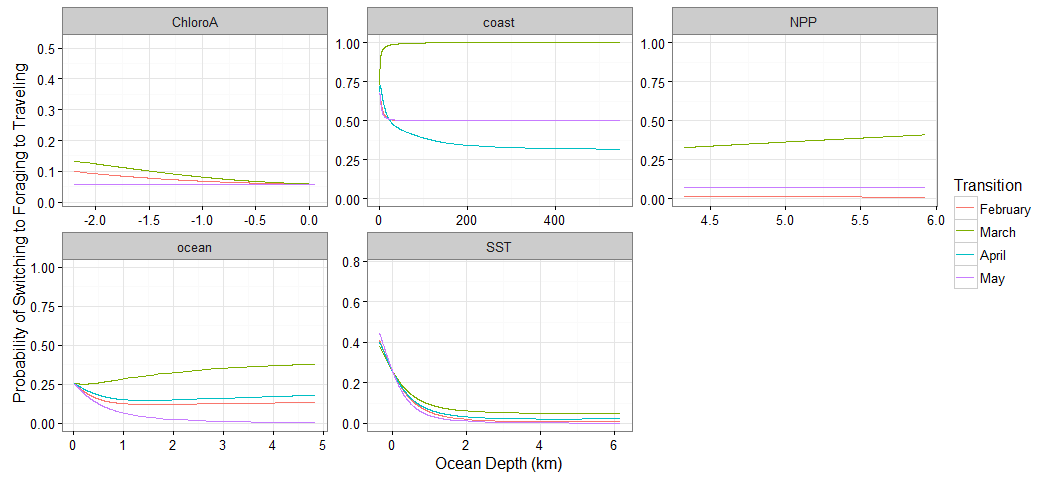 Probability of Switching to Foraging to Traveling
ChloroA
0.5
0.4
0.3
0.2
0.1
0.0
-2.0 -1.5 -1.0 -0.5 0.0
coast
1.00
0.75
0.50
0.25
0.00
0 200 400
NPP
1.00
0.75
0.50
0.25
0.00
4.5 5.0 5.5 6.0
ocean
1.00
0.75
0.50
0.25
0.00
0 1 2 3 4 5
SST
0.8
0.6
0.4
0.2
0.0
0 2 4 6
Ocean Depth (km)
Transition
February
March
April
May